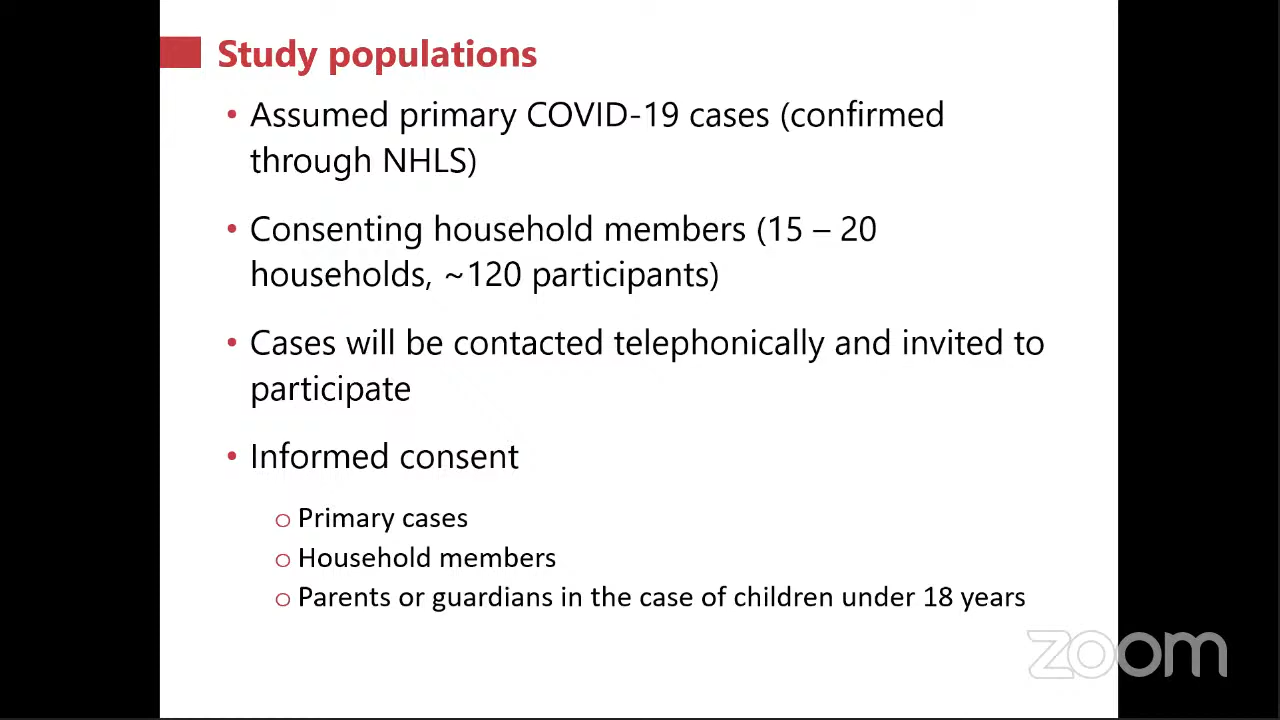 Study populations
• Assumed primary COVID-19 cases (confirmed
through NHLS)
• Consenting household members (15 – 20
households, ~120 participants)
• Cases will be contacted telephonically and invited to
participate
• Informed consent
o Primary cases
o Household members
o Parents or guardians in the case of children under 18 years
zoom